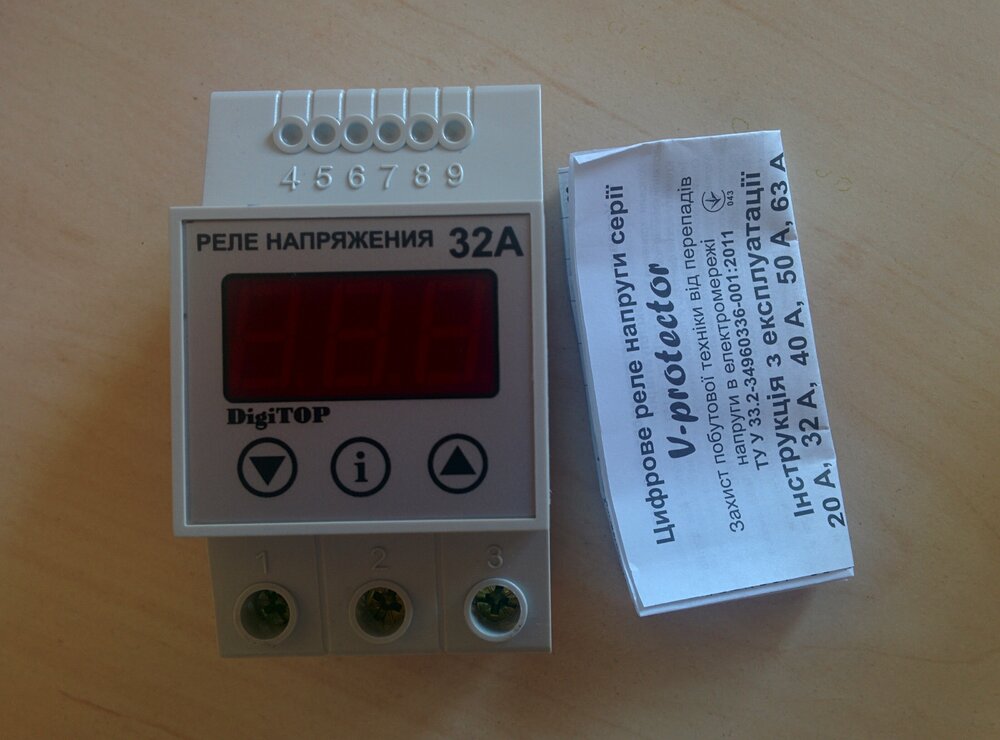 4 5 6 7 8 9
РЕЛЕ НАПРЯЖЕНИЯ 32А
DigiTOP
i
1 2 3
Цифрове реле напруги серії
V-protector
Захист побутової техніки від перепадів
напруги в електромережі
ТУ У 33.2-34960336-001:2011
043
Інструкція з експлуатації
20 А, 32 А, 40 А, 50 А, 63 А